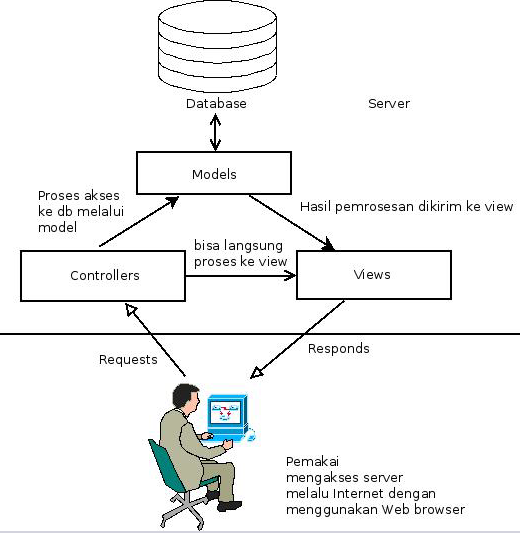 Database
Server
Models
Proses akses
ke db melalui
model
Hasil pemrosesan dikirim ke view
bisa langsung
proses ke view
Controllers
Views
Requests
Responds
Pemakai
mengakses server
melalu Internet dengan
menggunakan Web browser